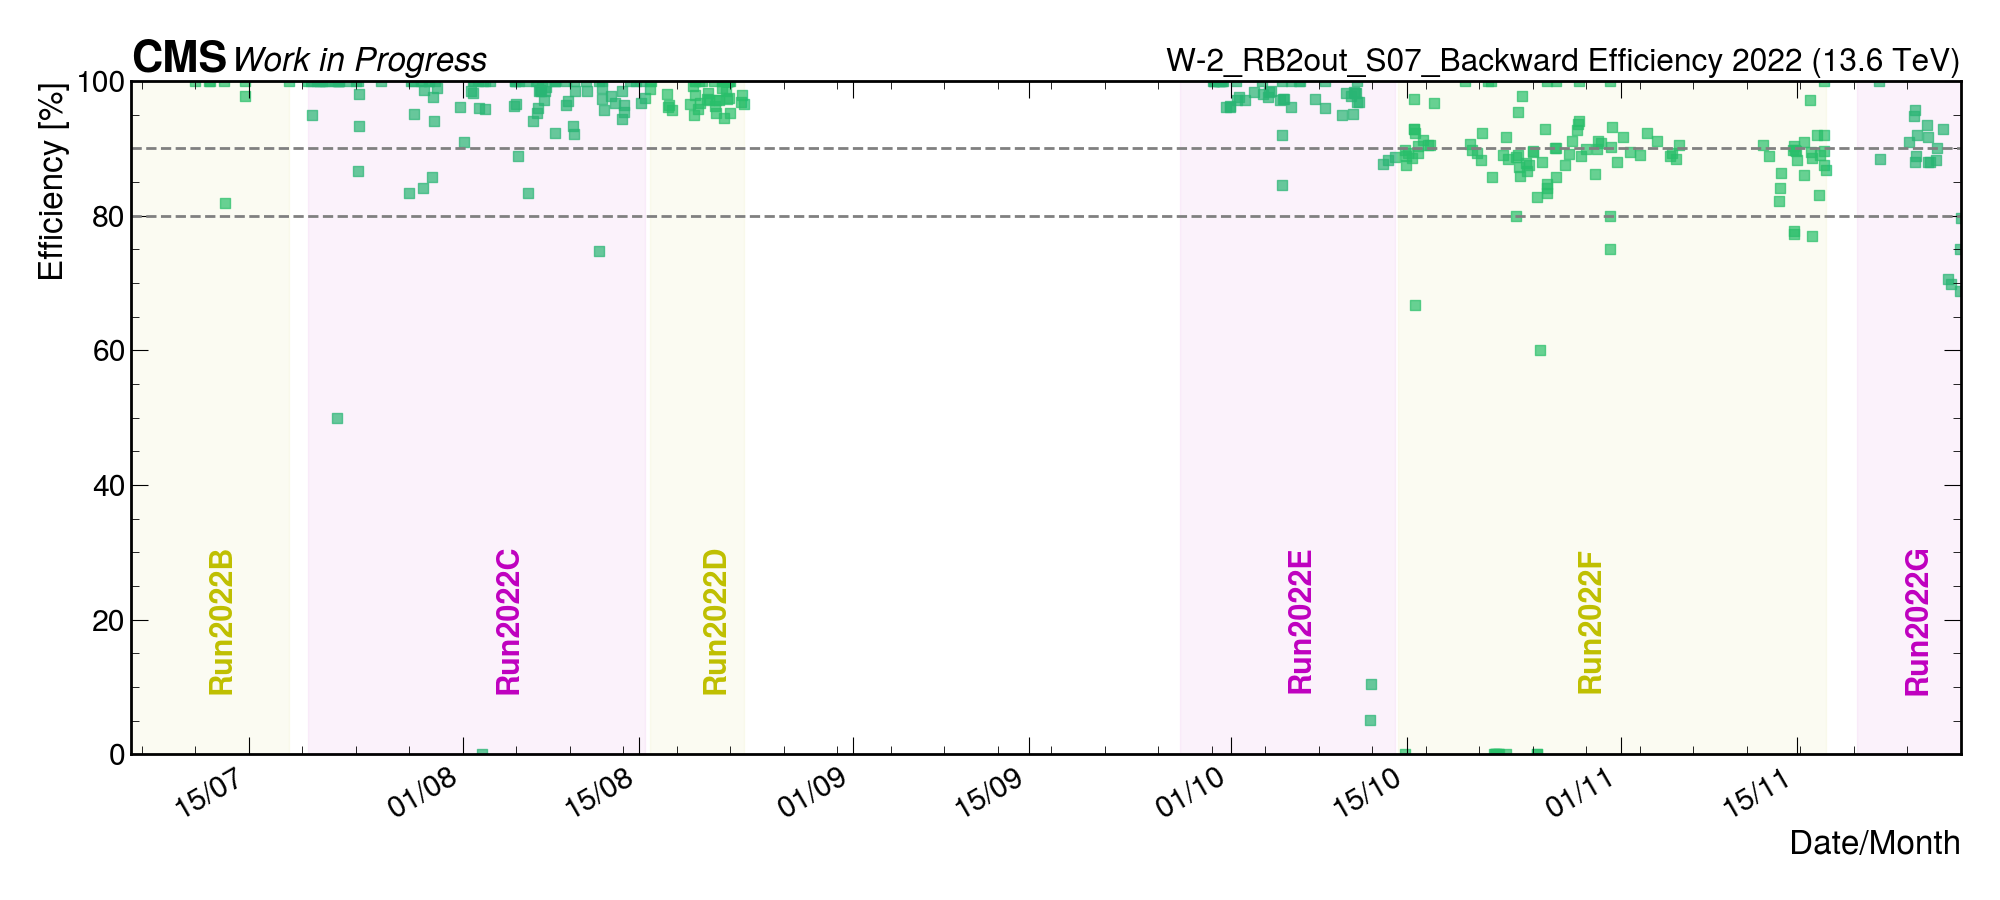 CMS Work in Progress
W-2_RB2out_S07_Backward Efficiency 2022 (13.6 TeV)
Efficiency [%]
100
80
60
40
20
0
Run2022B
Run2022C
Run2022D
Run2022E
Run2022F
Run2022G
15/07
01/08
15/08
01/09
15/09
01/10
15/10
01/11
15/11
Date/Month